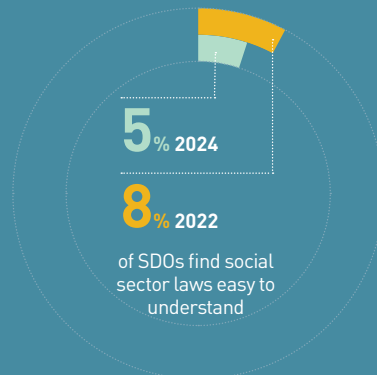 5% 2024
8% 2022
of SDOs find social
sector laws easy to
understand